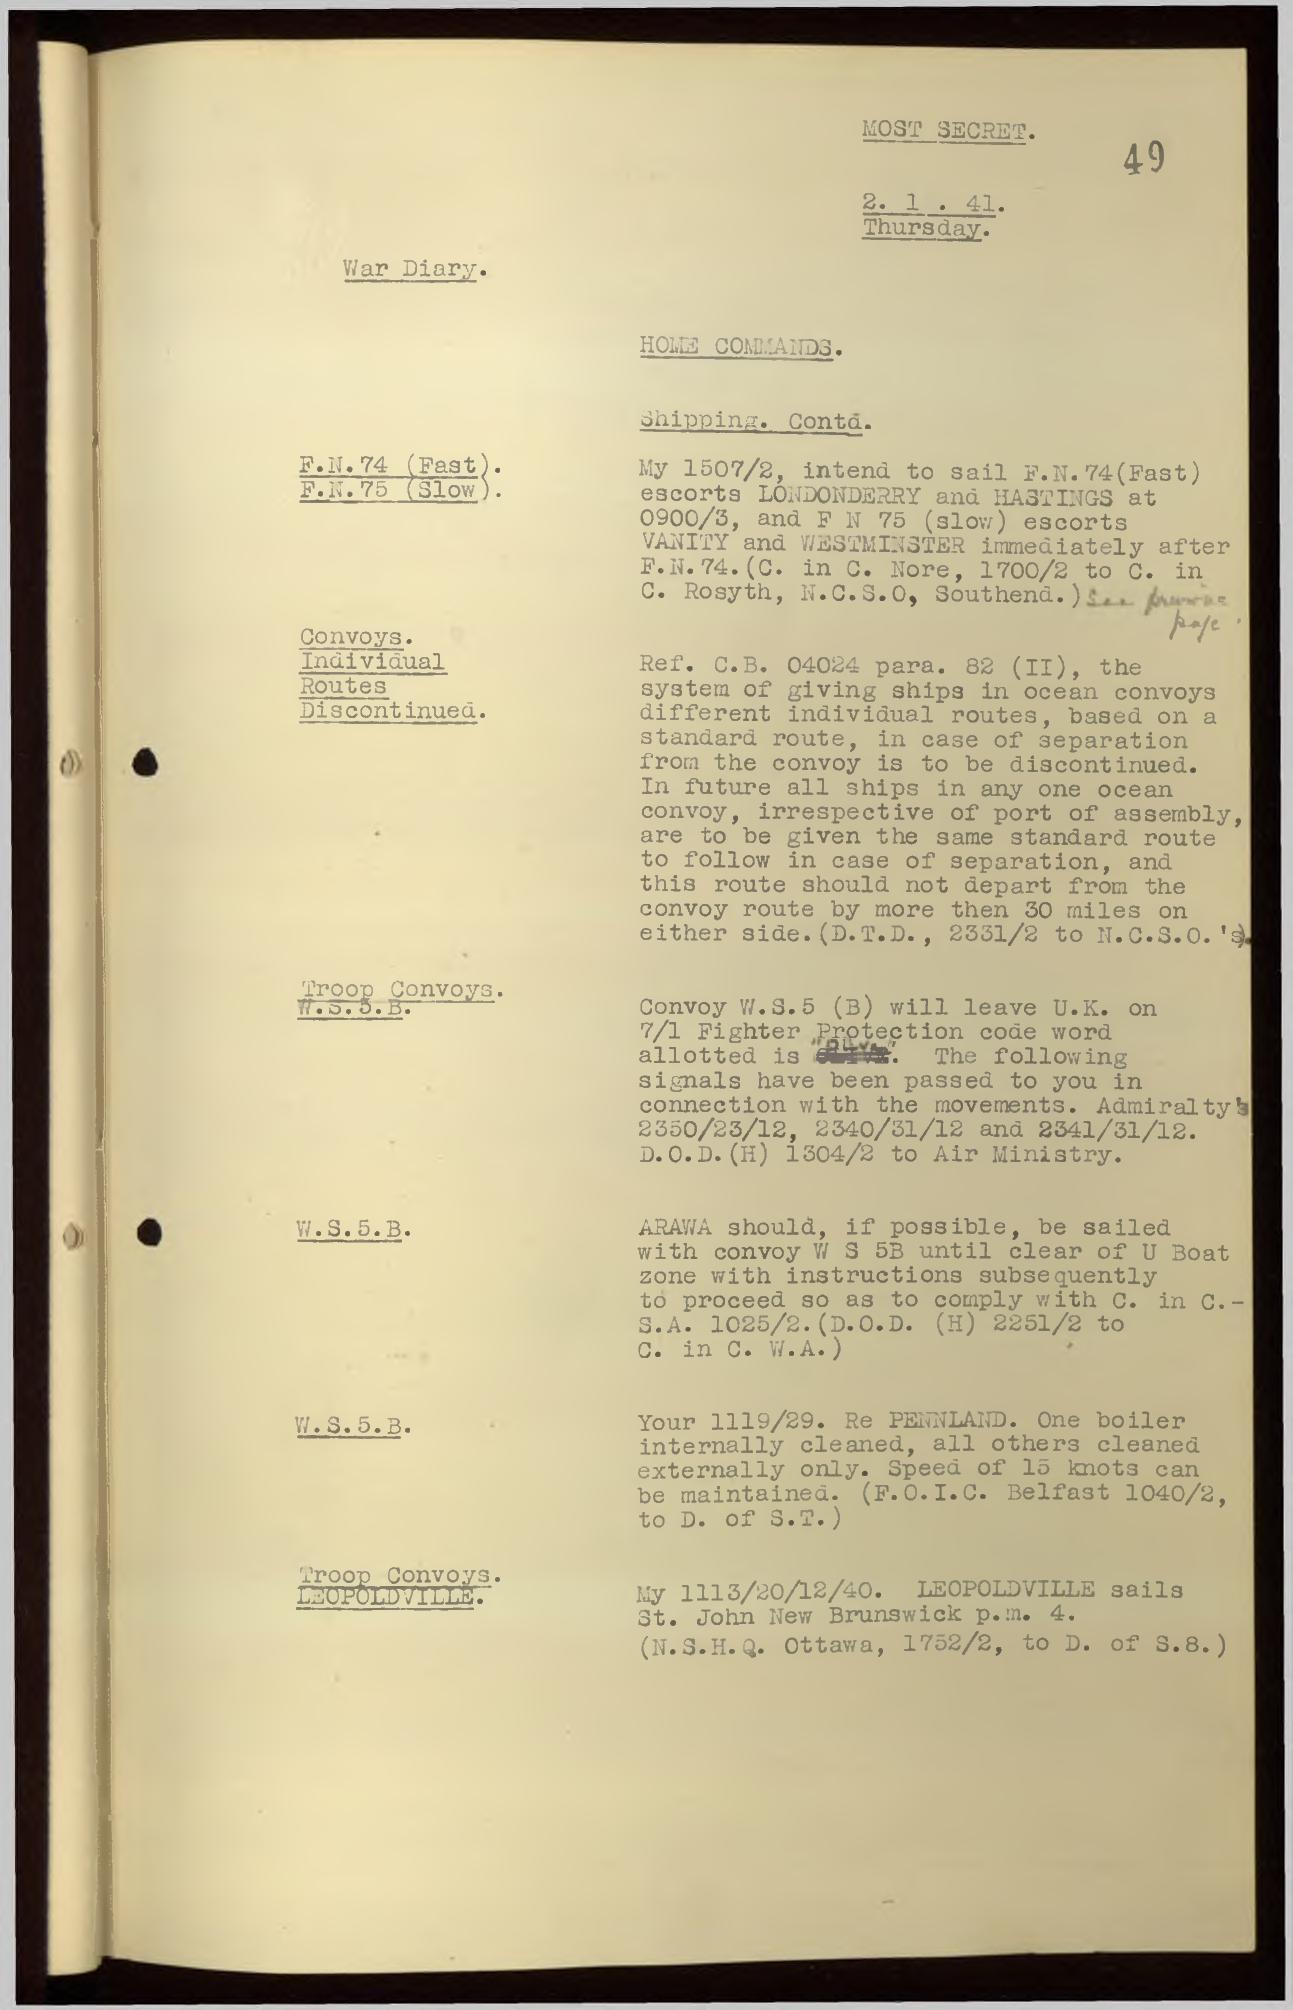 MOST SECRET.
49
2. 1 . 41.
Thursday.
War Diary.
HOME COMMANDS.
Shipping. Contd.
F.N.74 (Fast).
F.N.75 (Slow).
My 1507/2, intend to sail F.N.74(Fast)
escorts LONDONDERRY and HASTINGS at
0900/3, and F N 75 (slow) escorts
VANITY and WESTMINSTER immediately after
F.N.74.(C. in C. Nore, 1700/2 to C. in
C. Rosyth, N.C.S.O, Southend.) See previous
page.
Convoys.
Individual
Routes
Discontinued.
Ref. C.B. 04024 para. 82 (II), the
system of giving ships in ocean convoys
different individual routes, based on a
standard route, in case of separation
from the convoy is to be discontinued.
In future all ships in any one ocean
convoy, irrespective of port of assembly,
are to be given the same standard route
to follow in case of separation, and
this route should not depart from the
convoy route by more then 30 miles on
either side.(D.T.D., 2331/2 to N.C.S.O.'s).
Troop Convoys.
W.S.5.B.
Convoy W.S.5 (B) will leave U.K. on
7/1 Fighter Protection code word
allotted is . The following
signals have been passed to you in
connection with the movements. Admiralty's
2350/23/12, 2340/31/12 and 2341/31/12.
D.O.D.(H) 1304/2 to Air Ministry.
W.S.5.B.
ARAWA should, if possible, be sailed
with convoy W S 5B until clear of U Boat
zone with instructions subsequently
to proceed so as to comply with C. in C.-
S.A. 1025/2.(D.O.D. (H) 2251/2 to
C. in C. W.A.)
W.S.5.B.
Your 1119/29. Re PENNLAND. One boiler
internally cleaned, all others cleaned
externally only. Speed of 15 knots can
be maintained. (F.O.I.C. Belfast 1040/2,
to D. of S.T.)
Troop Convoys.
LEOPOLDVILLE.
My 1113/20/12/40. LEOPOLDVILLE sails
St. John New Brunswick p.m. 4.
(N.S.H.Q. Ottawa, 1752/2, to D. of S.8.)